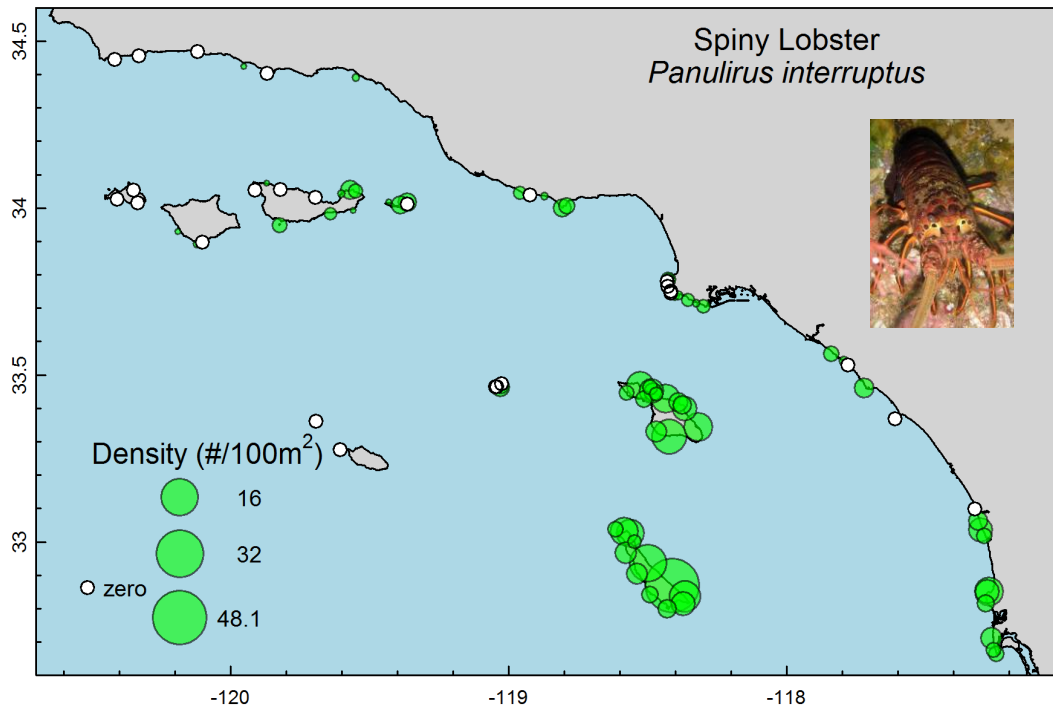 Spiny Lobster
Panulirus interruptus
34.5
34
33.5
33
Density (#/100m²)
16
32
zero
48.1
-120
-119
-118